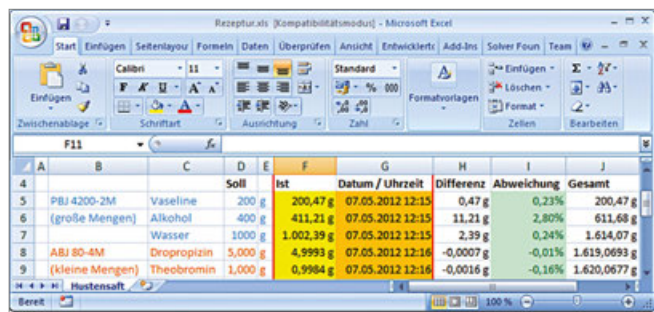 Rezeptur.xls [Kompatibilitätsmodus] - Microsoft Excel
Start Einfügen Seitenlayou Formeln Daten Überprüfen Ansicht Entwicklertc Add-Ins Solver Foun Team
Calibri 11 Standard Einfügen Σ
Einfügen F K U A A % 000 Formatvorlagen Löschen
A Format
Zwischenablage Schriftart Ausrichtung Zahl Zellen Bearbeiten
F11 fx
A B C D E F G H I J
4 Soll Ist Datum / Uhrzeit Differenz Abweichung Gesamt
5 PBJ 4200-2M Vaseline 200 g 200,47 g 07.05.2012 12:15 0,47 g 0,23% 200,47 g
6 (große Mengen) Alkohol 400 g 411,21 g 07.05.2012 12:15 11,21 g 2,80% 611,68 g
7 Wasser 1000 g 1.002,39 g 07.05.2012 12:15 2,39 g 0,24% 1.614,07 g
8 ABJ 80-4M Dropropizin 5,000 g 4,9993 g 07.05.2012 12:16 -0,0007 g -0,01% 1.619,0693 g
9 (kleine Mengen) Theobromin 1,000 g 0,9984 g 07.05.2012 12:16 -0,0016 g -0,16% 1.620,0677 g
Hustensaft
Bereit 100 %